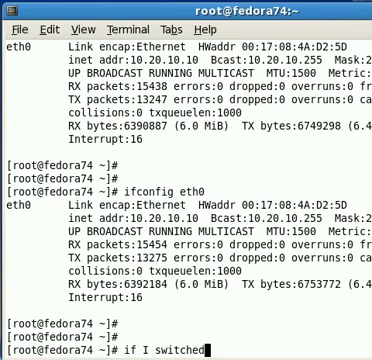 root@fedora74:~
File Edit View Terminal Tabs Help
eth0 Link encap:Ethernet HWaddr 00:17:08:4A:D2:5D
inet addr:10.20.10.10 Bcast:10.20.10.255 Mask:2
UP BROADCAST RUNNING MULTICAST MTU:1500 Metric:
RX packets:15438 errors:0 dropped:0 overruns:0 fr
TX packets:13247 errors:0 dropped:0 overruns:0 ca
collisions:0 txqueuelen:1000
RX bytes:6390887 (6.0 MiB) TX bytes:6749298 (6.4
Interrupt:16
[root@fedora74 ~]#
[root@fedora74 ~]#
[root@fedora74 ~]# ifconfig eth0
eth0 Link encap:Ethernet HWaddr 00:17:08:4A:D2:5D
inet addr:10.20.10.10 Bcast:10.20.10.255 Mask:2
UP BROADCAST RUNNING MULTICAST MTU:1500 Metric:
RX packets:15454 errors:0 dropped:0 overruns:0 fr
TX packets:13275 errors:0 dropped:0 overruns:0 ca
collisions:0 txqueuelen:1000
RX bytes:6392184 (6.0 MiB) TX bytes:6753772 (6.4
Interrupt:16
[root@fedora74 ~]#
[root@fedora74 ~]#
[root@fedora74 ~]# if I switched